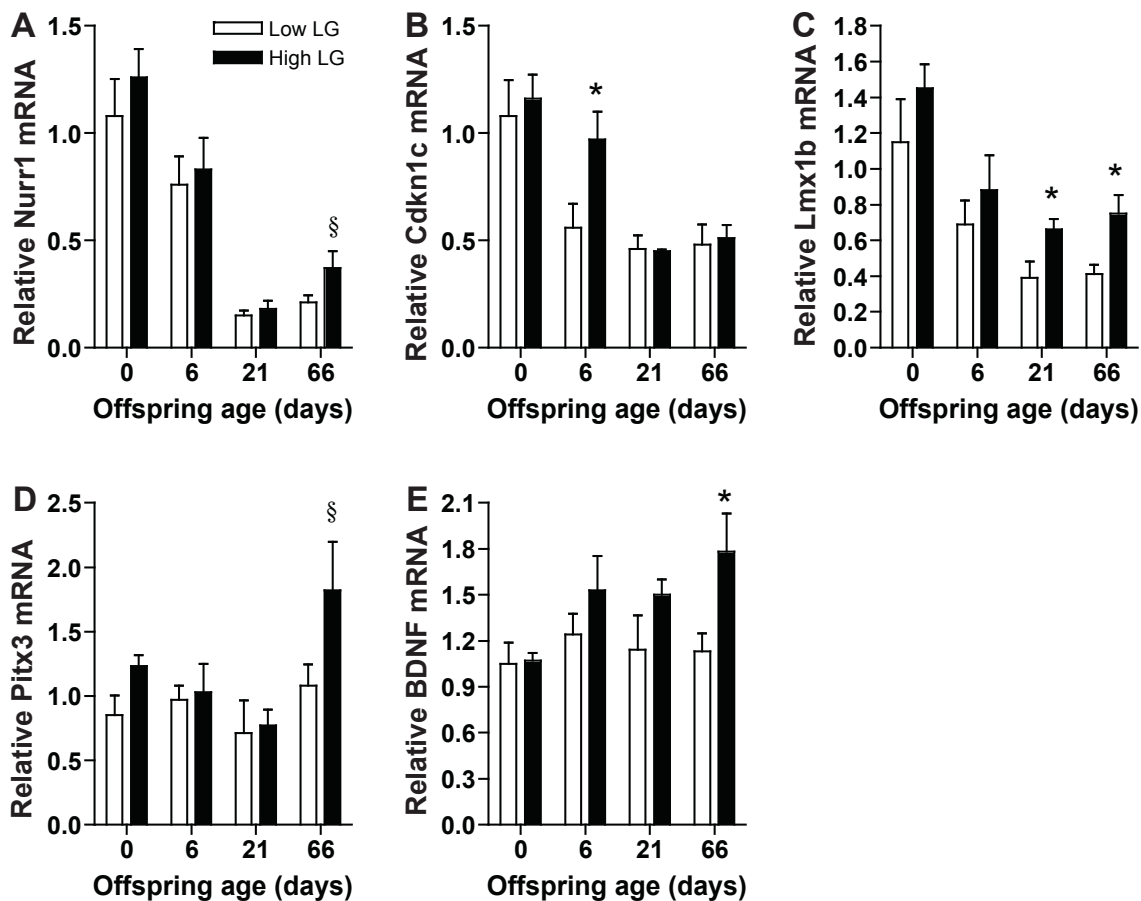 A
Relative Nurr1 mRNA
1.5
1.0
0.5
0.0
Low LG
High LG
§
0 6 21 66
Offspring age (days)
B
Relative Cdkn1c mRNA
1.5
1.0
0.5
0.0
*
0 6 21 66
Offspring age (days)
C
Relative Lmx1b mRNA
1.8
1.6
1.4
1.2
1.0
0.8
0.6
0.4
0.2
0.0
* *
0 6 21 66
Offspring age (days)
D
Relative Pitx3 mRNA
2.5
2.0
1.5
1.0
0.5
0.0
§
0 6 21 66
Offspring age (days)
E
Relative BDNF mRNA
2.1
1.8
1.5
1.2
0.9
0.6
0.3
0.0
*
0 6 21 66
Offspring age (days)